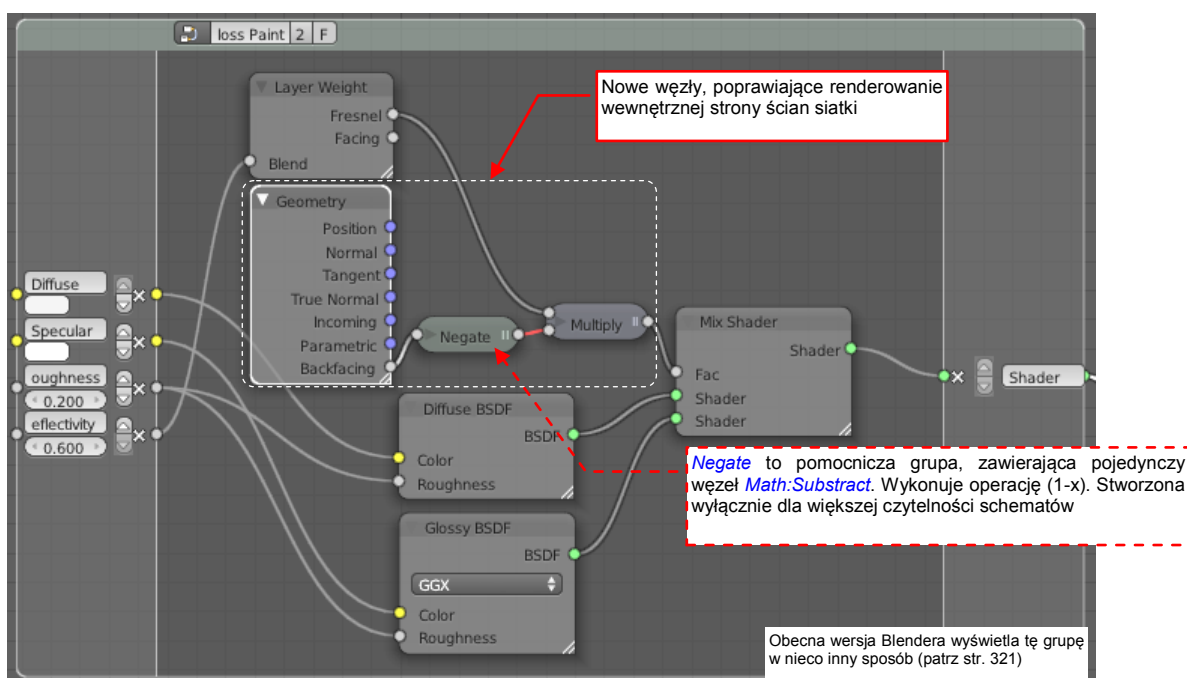 loss Paint 2 F
Layer Weight
Fresnel
Facing
Blend
Nowe węzły, poprawiające renderowanie
wewnętrznej strony ścian siatki
Geometry
Position
Normal
Tangent
True Normal
Incoming
Parametric
Backfacing
Negate
Multiply
Diffuse
Specular
oughness
0.200
eflectivity
0.600
Mix Shader
Shader
Fac
Shader
Shader
Shader
Diffuse BSDF
BSDF
Color
Roughness
Negate to pomocnicza grupa, zawierająca pojedynczy
węzeł Math:Substract. Wykonuje operację (1-x). Stworzona
wyłącznie dla większej czytelności schematów
Glossy BSDF
BSDF
GGX
Color
Roughness
Obecna wersja Blendera wyświetla tę grupę
w nieco inny sposób (patrz str. 321)